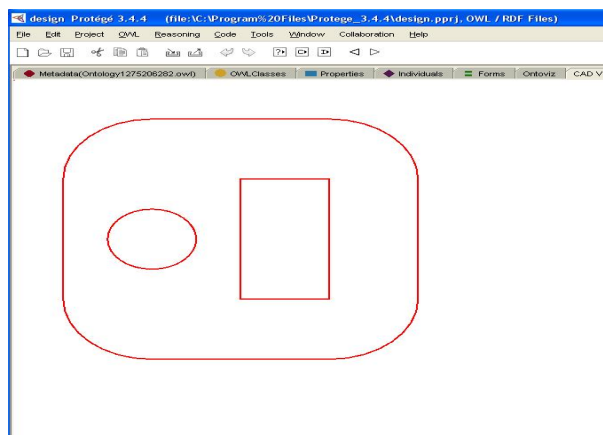 design Protégé 3.4.4 (file:\C:\Program%20Files\Protege_3.4.4\design.pprj, OWL / RDF Files)
File Edit Project OWL Reasoning Code Tools Window Collaboration Help
Metadata(Ontology1275206282.owl) OWLClasses Properties Individuals Forms Ontoviz CAD V